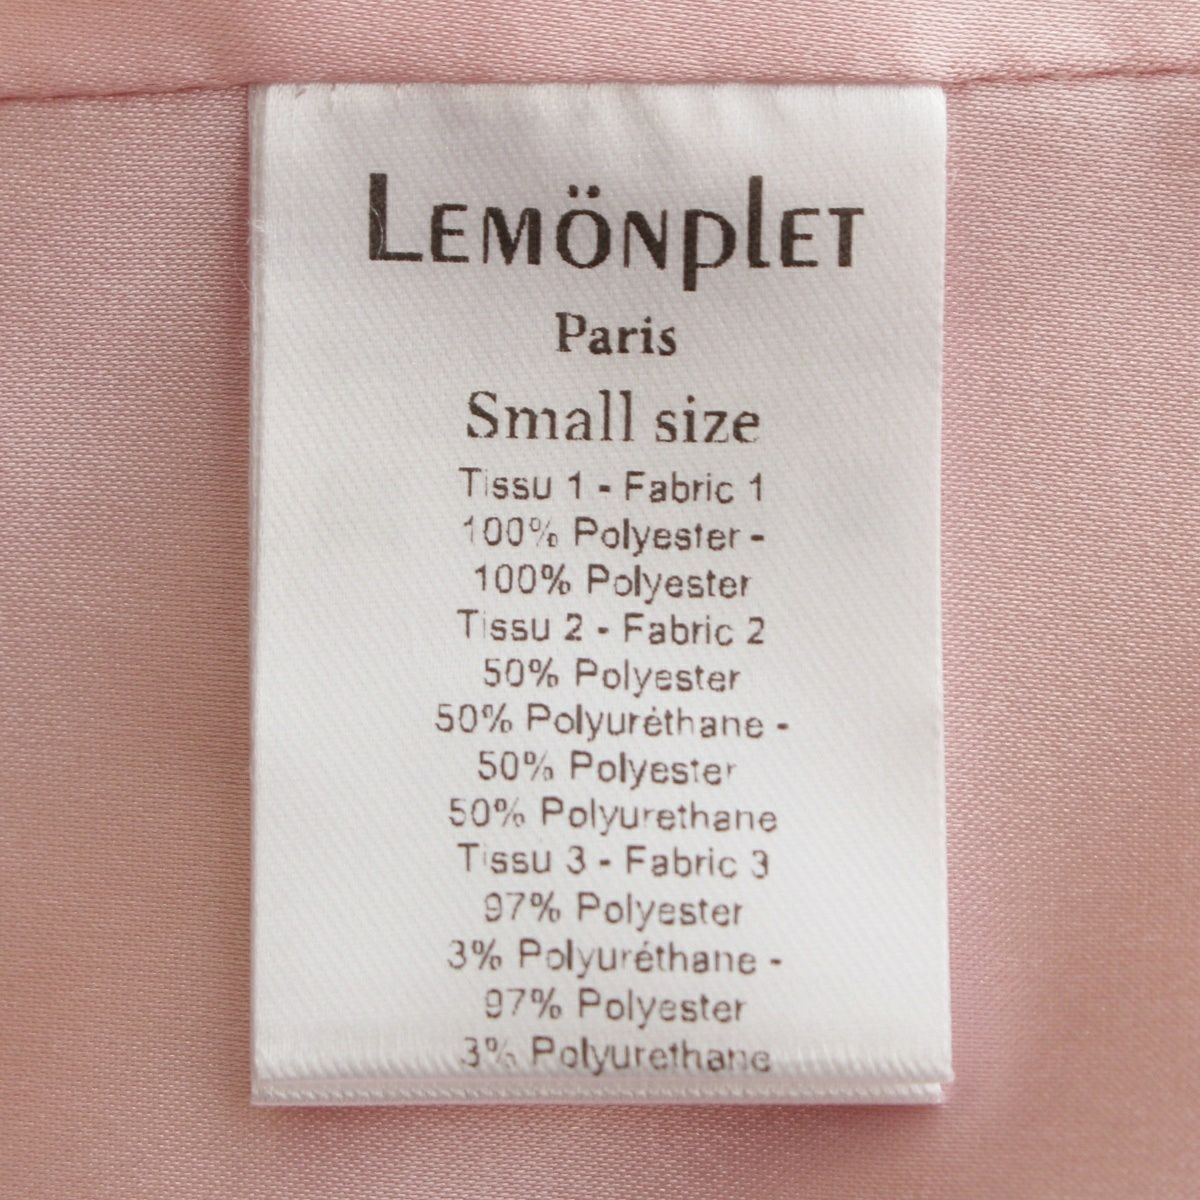 LEMÖNplET
Paris
Small size
Tissu 1 - Fabric 1
100% Polyester -
100% Polyester
Tissu 2 - Fabric 2
50% Polyester
50% Polyuréthane -
50% Polyester
50% Polyurethane
Tissu 3 - Fabric 3
97% Polyester
3% Polyuréthane -
97% Polyester
3% Polyurethane